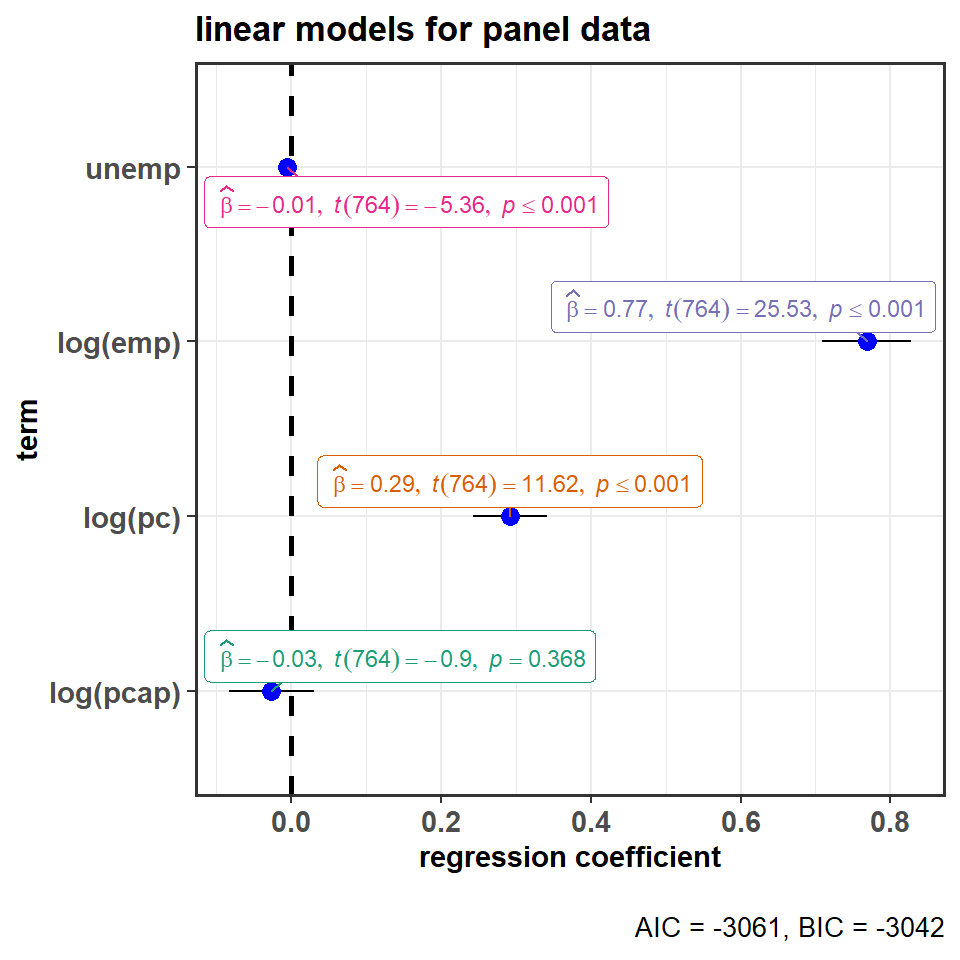 linear models for panel data
term
unemp
β̂ = −0.01, t(764) = −5.36, p ≤ 0.001
log(emp)
β̂ = 0.77, t(764) = 25.53, p ≤ 0.001
log(pc)
β̂ = 0.29, t(764) = 11.62, p ≤ 0.001
log(pcap)
β̂ = −0.03, t(764) = −0.9, p = 0.368
0.0 0.2 0.4 0.6 0.8
regression coefficient
AIC = -3061, BIC = -3042